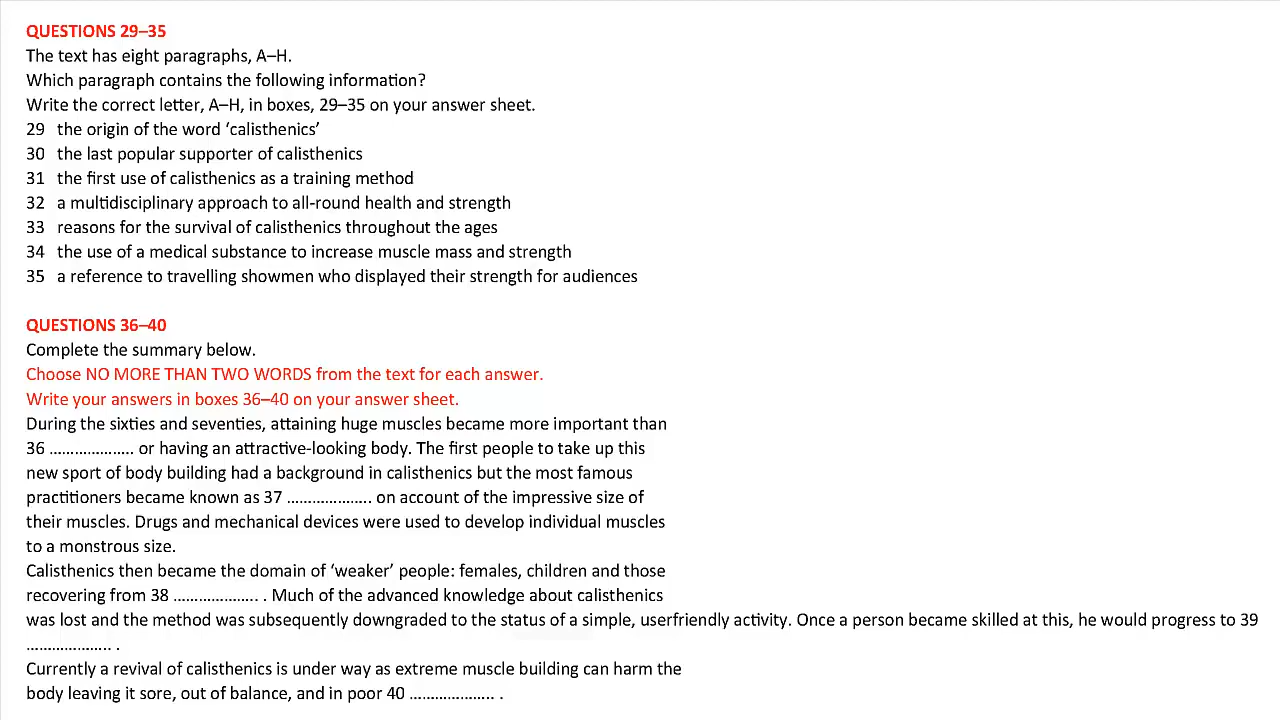 QUESTIONS 29–35
The text has eight paragraphs, A–H.
Which paragraph contains the following information?
Write the correct letter, A–H, in boxes, 29–35 on your answer sheet.
29 the origin of the word ‘calisthenics’
30 the last popular supporter of calisthenics
31 the first use of calisthenics as a training method
32 a multidisciplinary approach to all-round health and strength
33 reasons for the survival of calisthenics throughout the ages
34 the use of a medical substance to increase muscle mass and strength
35 a reference to travelling showmen who displayed their strength for audiences
QUESTIONS 36–40
Complete the summary below.
Choose NO MORE THAN TWO WORDS from the text for each answer.
Write your answers in boxes 36–40 on your answer sheet.
During the sixties and seventies, attaining huge muscles became more important than
36 ................... or having an attractive-looking body. The first people to take up this
new sport of body building had a background in calisthenics but the most famous
practitioners became known as 37 ................... on account of the impressive size of
their muscles. Drugs and mechanical devices were used to develop individual muscles
to a monstrous size.
Calisthenics then became the domain of ‘weaker’ people: females, children and those
recovering from 38 ................... . Much of the advanced knowledge about calisthenics
was lost and the method was subsequently downgraded to the status of a simple, userfriendly activity. Once a person became skilled at this, he would progress to 39
................... .
Currently a revival of calisthenics is under way as extreme muscle building can harm the
body leaving it sore, out of balance, and in poor 40 ................... .